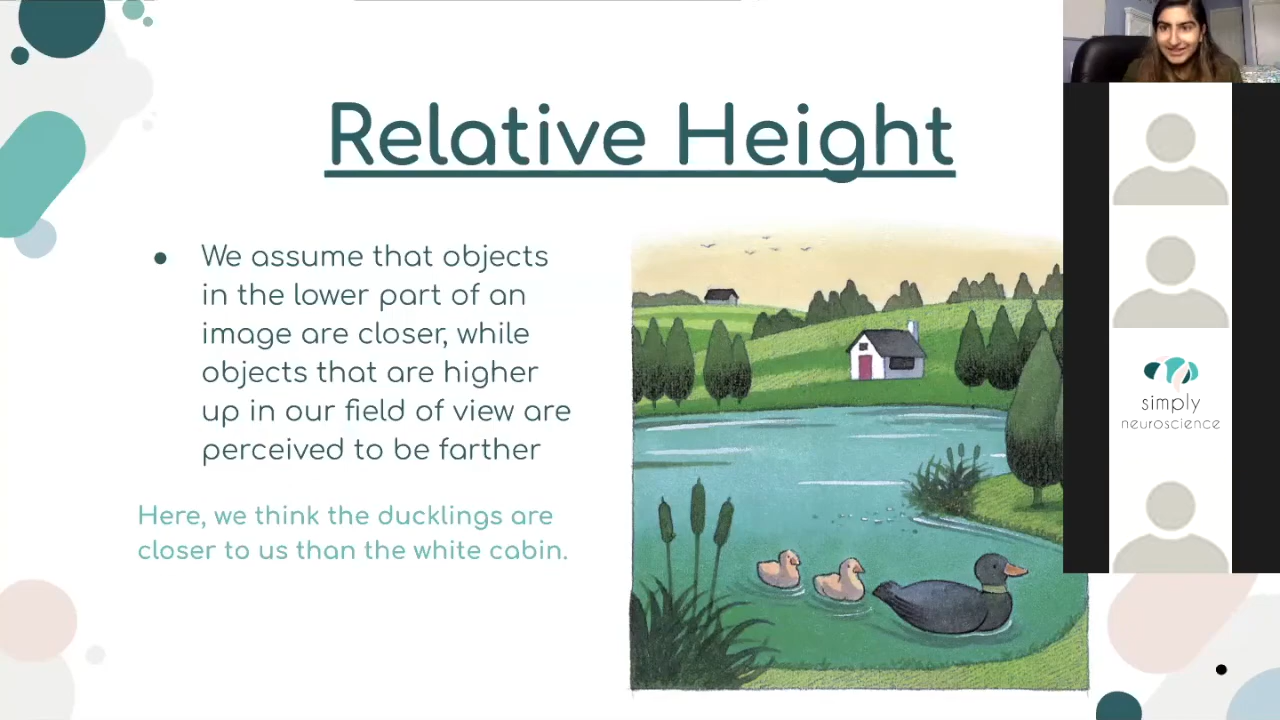 Relative Height
● We assume that objects
in the lower part of an
image are closer, while
objects that are higher
up in our field of view are
perceived to be farther
Here, we think the ducklings are
closer to us than the white cabin.
simply
neuroscience